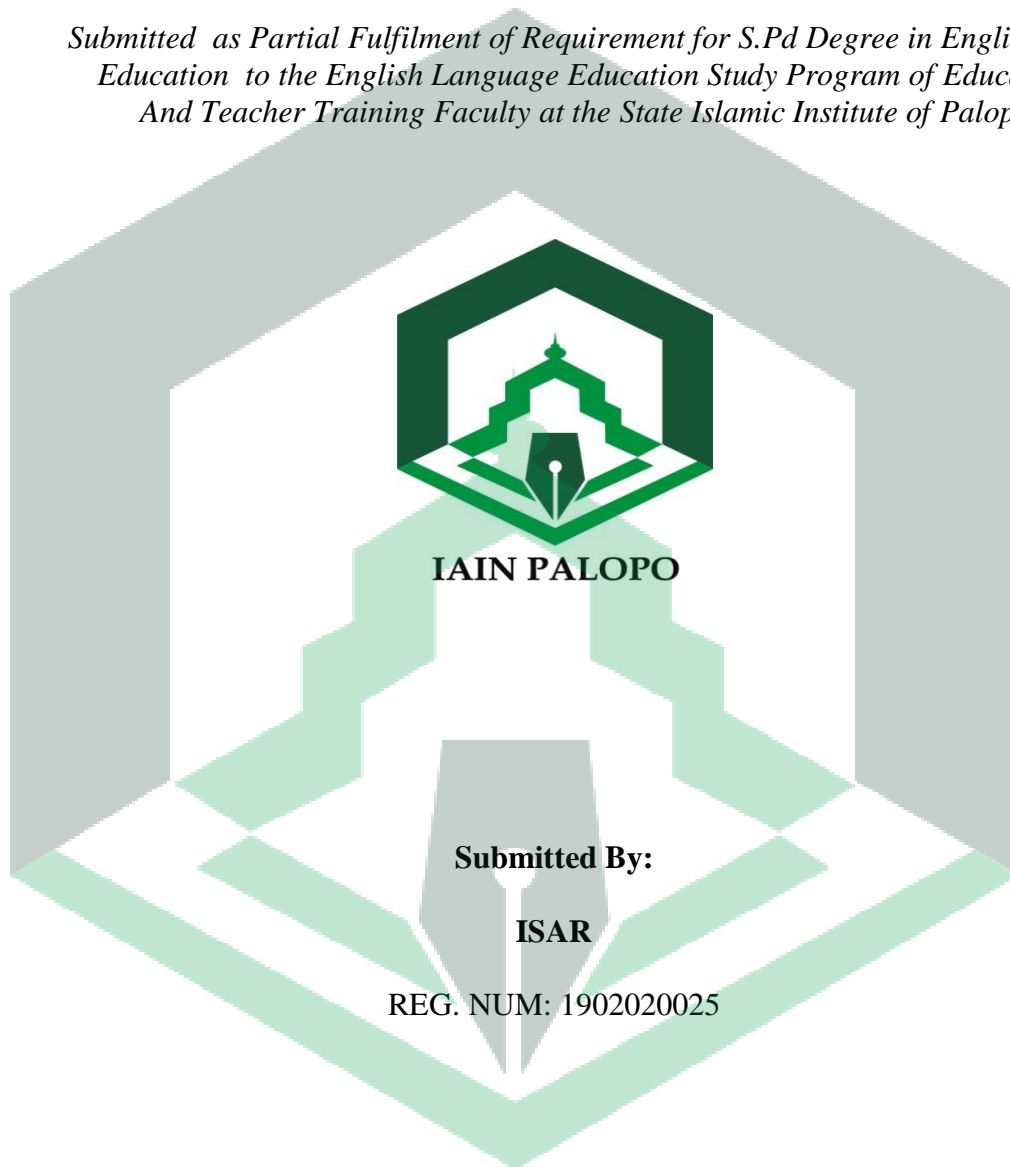 Submitted as Partial Fulfilment of Requirement for S.Pd Degree in Engli
Education to the English Language Education Study Program of Educ
And Teacher Training Faculty at the State Islamic Institute of Palop
IAIN PALOPO
Submitted By:
ISAR
REG. NUM: 1902020025